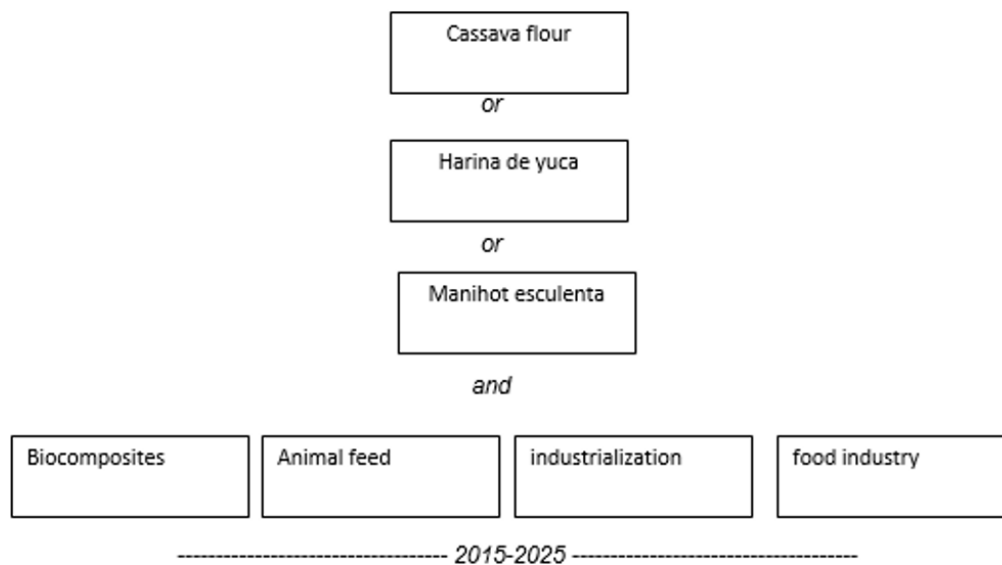 Cassava flour
or
Harina de yuca
or
Manihot esculenta
and
Biocomposites
Animal feed
industrialization
food industry
2015-2025